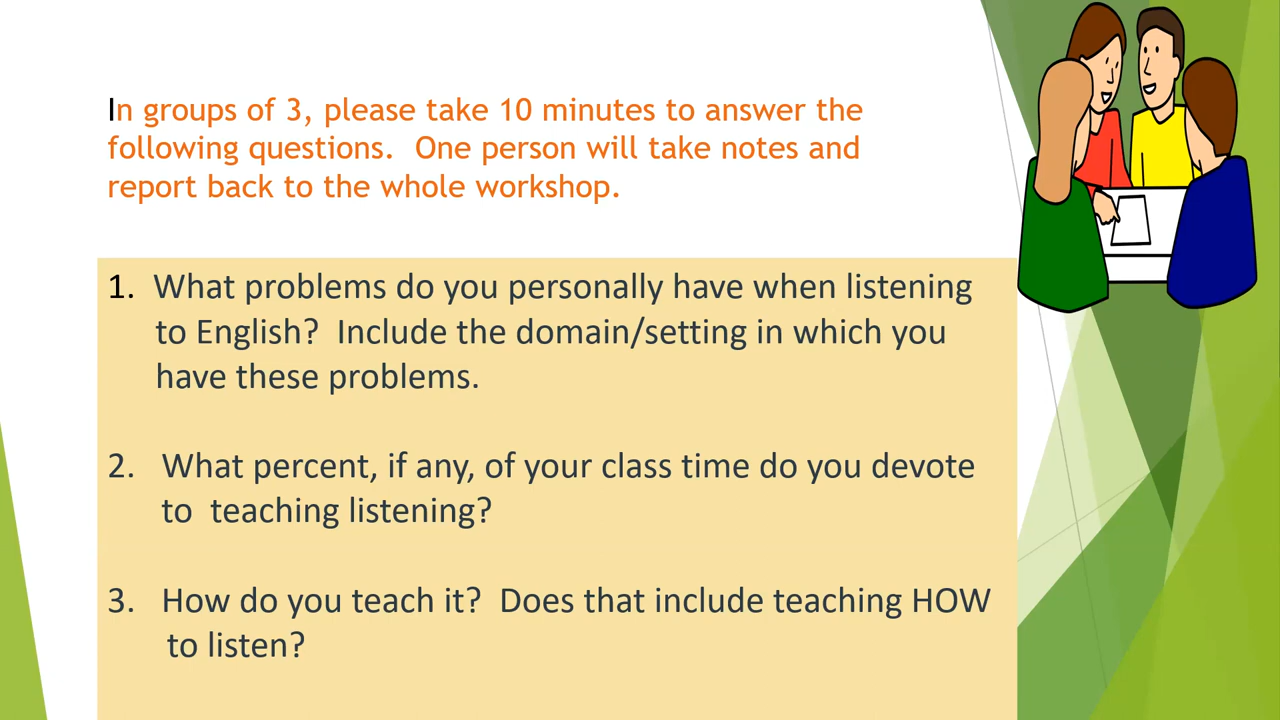 In groups of 3, please take 10 minutes to answer the
following questions.  One person will take notes and
report back to the whole workshop.
1.  What problems do you personally have when listening
to English?  Include the domain/setting in which you
have these problems.
2.   What percent, if any, of your class time do you devote
to  teaching listening?
3.   How do you teach it?  Does that include teaching HOW
to listen?